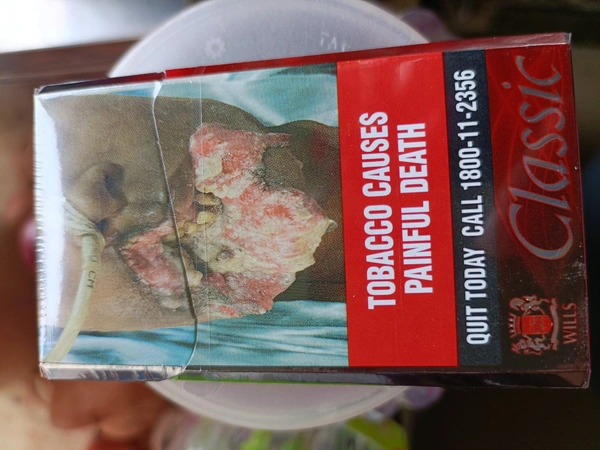 TOBACCO CAUSES
PAINFUL DEATH
QUIT TODAY CALL 1800-11-2356
Classic
WILLS